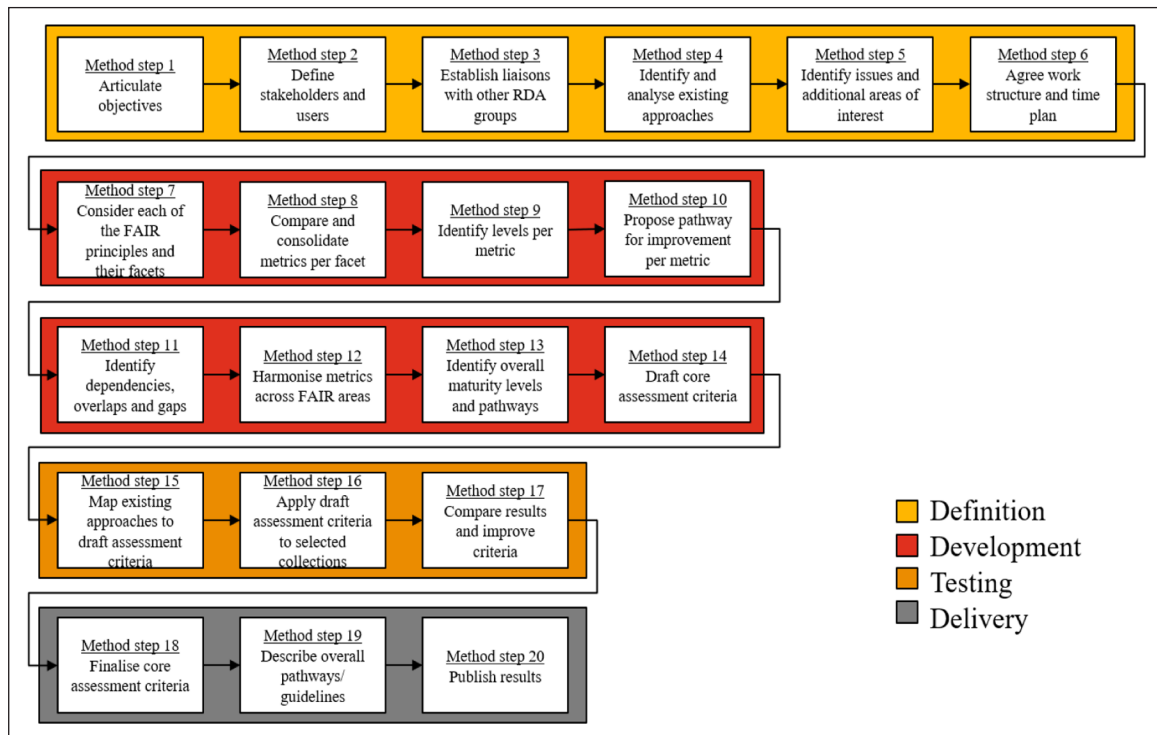 Method step 1
Articulate
objectives
Method step 2
Define
stakeholders and
users
Method step 3
Establish liaisons
with other RDA
groups
Method step 4
Identify and
analyse existing
approaches
Method step 5
Identify issues and
additional areas of
interest
Method step 6
Agree work
structure and time
plan
Method step 7
Consider each of
the FAIR
principles and
their facets
Method step 8
Compare and
consolidate
metrics per facet
Method step 9
Identify levels per
metric
Method step 10
Propose pathway
for improvement
per metric
Method step 11
Identify
dependencies,
overlaps and gaps
Method step 12
Harmonise metrics
across FAIR areas
Method step 13
Identify overall
maturity levels
and pathways
Method step 14
Draft core
assessment criteria
Method step 15
Map existing
approaches to
draft assessment
criteria
Method step 16
Apply draft
assessment criteria
to selected
collections
Method step 17
Compare results
and improve
criteria
Method step 18
Finalise core
assessment criteria
Method step 19
Describe overall
pathways/
guidelines
Method step 20
Publish results
Definition
Development
Testing
Delivery